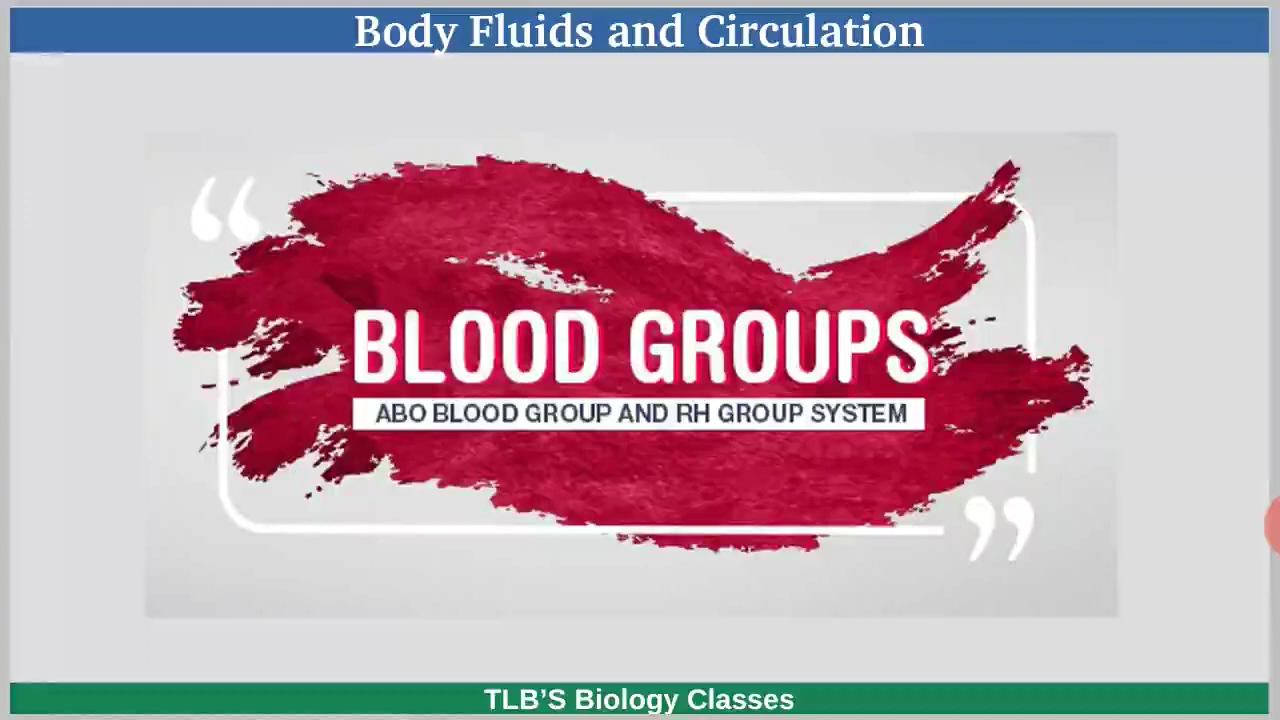 Body Fluids and Circulation
BLOOD GROUPS
ABO BLOOD GROUP AND RH GROUP SYSTEM
TLB’S Biology Classes